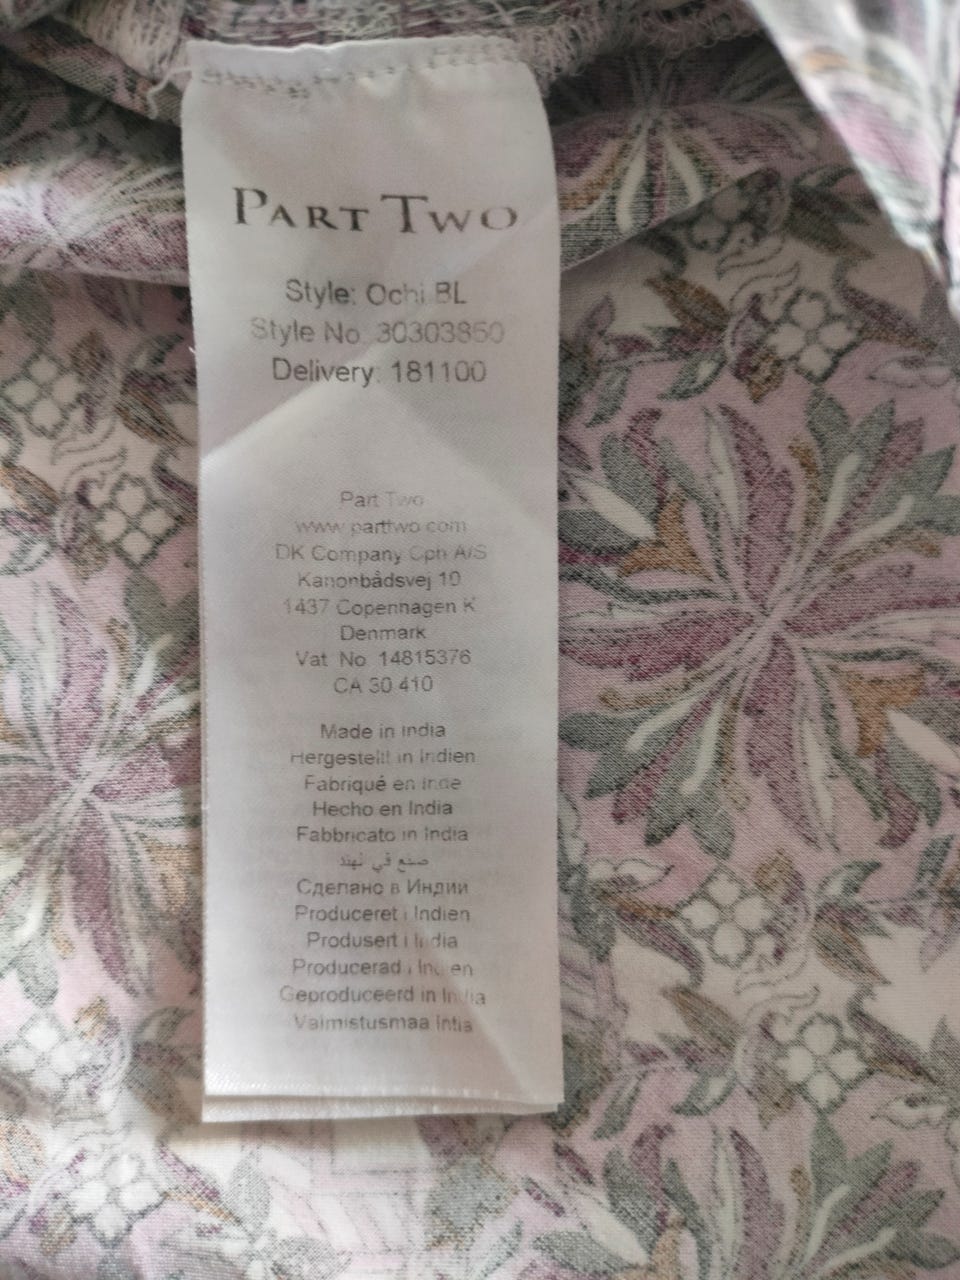 PART TWO
Style: Ochi BL
Style No. 30303850
Delivery: 181100
Part Two
www.parttwo.com
DK Company Cph A/S
Kanonbådsvej 10
1437 Copenhagen K
Denmark
Vat No 14815376
CA 30 410
Made in India
Hergestellt in Indien
Fabriqué en Inde
Hecho en India
Fabbricato in India
صنع في الهند
Сделано в Индии
Produceret i Indien
Produsert i India
Producerad i Indien
Geproduceerd in India
Valmistusmaa Intia